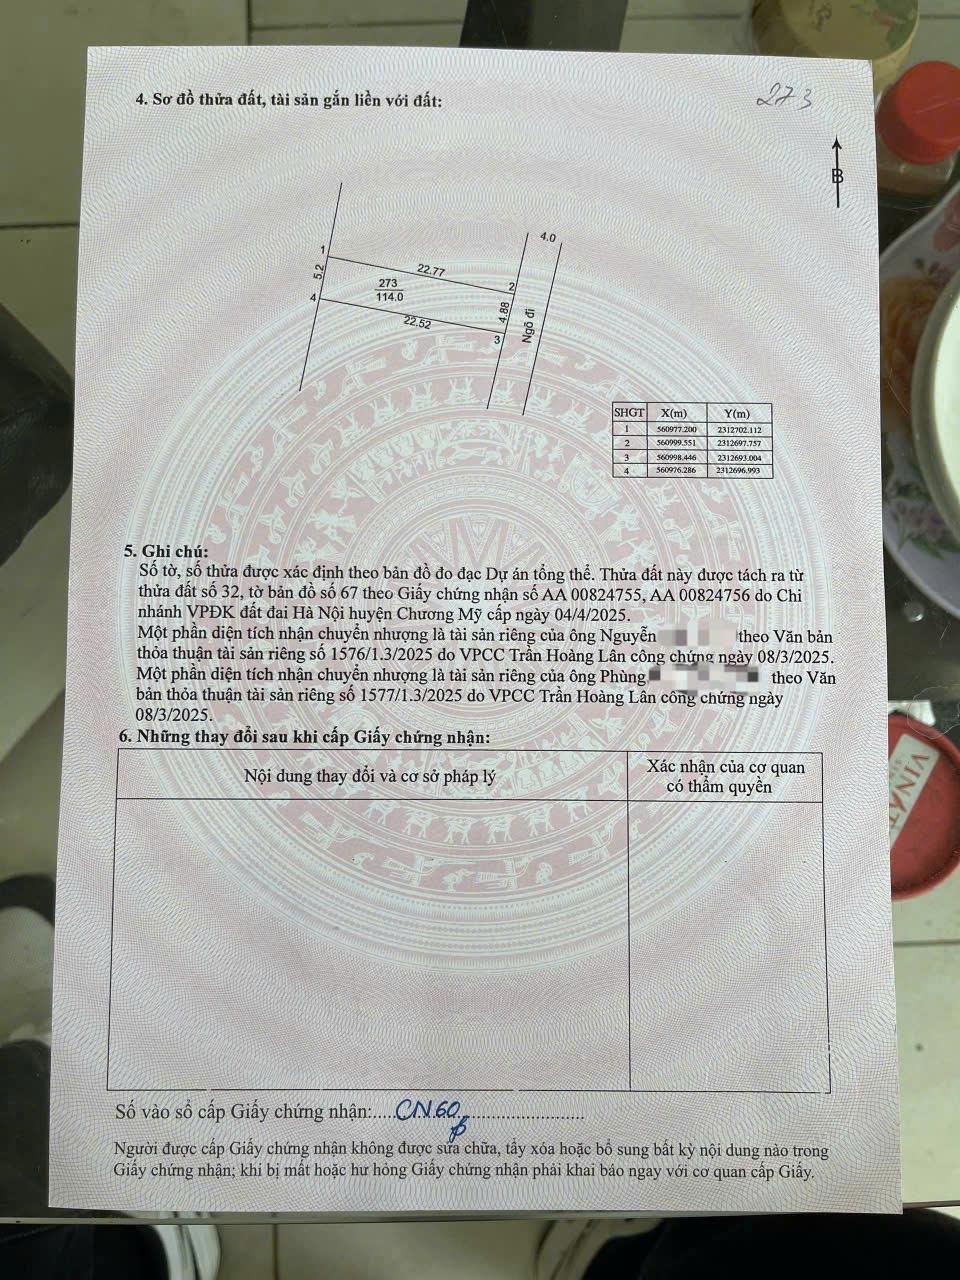 4. Sơ đồ thửa đất, tài sản gắn liền với đất:
273
B
4.0
1
22.77
5.2
2
273
114.0
4
4.88
Ngõ đi
22.52
3
SHGT X(m) Y(m)
1 560977.200 2312702.112
2 560999.551 2312697.757
3 560998.446 2312693.004
4 560976.286 2312696.993
5. Ghi chú:
Số tờ, số thửa được xác định theo bản đồ đo đạc Dự án tổng thể. Thửa đất này được tách ra từ
thửa đất số 32, tờ bản đồ số 67 theo Giấy chứng nhận số AA 00824755, AA 00824756 do Chi
nhánh VPĐK đất đai Hà Nội huyện Chương Mỹ cấp ngày 04/4/2025.
Một phần diện tích nhận chuyển nhượng là tài sản riêng của ông Nguyễn theo Văn bản
thỏa thuận tài sản riêng số 1576/1.3/2025 do VPCC Trần Hoàng Lân công chứng ngày 08/3/2025.
Một phần diện tích nhận chuyển nhượng là tài sản riêng của ông Phùng theo Văn
bản thỏa thuận tài sản riêng số 1577/1.3/2025 do VPCC Trần Hoàng Lân công chứng ngày
08/3/2025.
6. Những thay đổi sau khi cấp Giấy chứng nhận:
Nội dung thay đổi và cơ sở pháp lý
Xác nhận của cơ quan
có thẩm quyền
Số vào sổ cấp Giấy chứng nhận:.....CN60..........................
Người được cấp Giấy chứng nhận không được sửa chữa, tẩy xóa hoặc bổ sung bất kỳ nội dung nào trong
Giấy chứng nhận; khi bị mất hoặc hư hỏng Giấy chứng nhận phải khai báo ngay với cơ quan cấp Giấy.